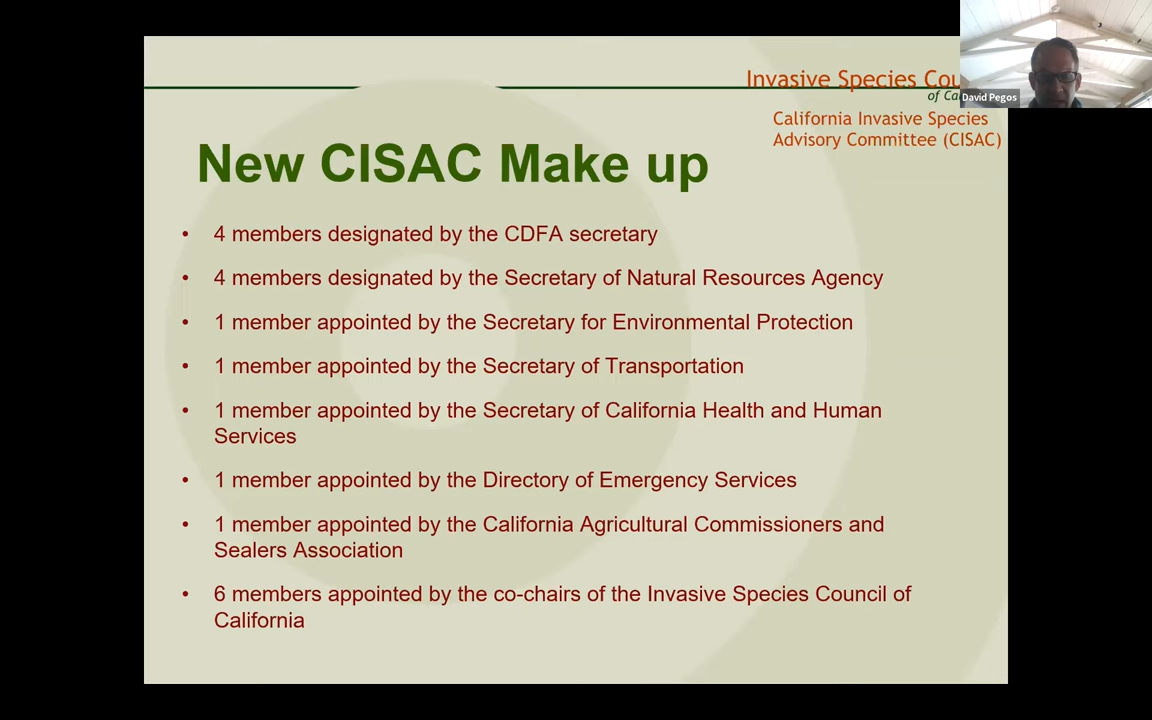 Invasive Species Cou
of Ca
David Pegos
California Invasive Species
Advisory Committee (CISAC)
New CISAC Make up
• 4 members designated by the CDFA secretary
• 4 members designated by the Secretary of Natural Resources Agency
• 1 member appointed by the Secretary for Environmental Protection
• 1 member appointed by the Secretary of Transportation
• 1 member appointed by the Secretary of California Health and Human
Services
• 1 member appointed by the Directory of Emergency Services
• 1 member appointed by the California Agricultural Commissioners and
Sealers Association
• 6 members appointed by the co-chairs of the Invasive Species Council of
California